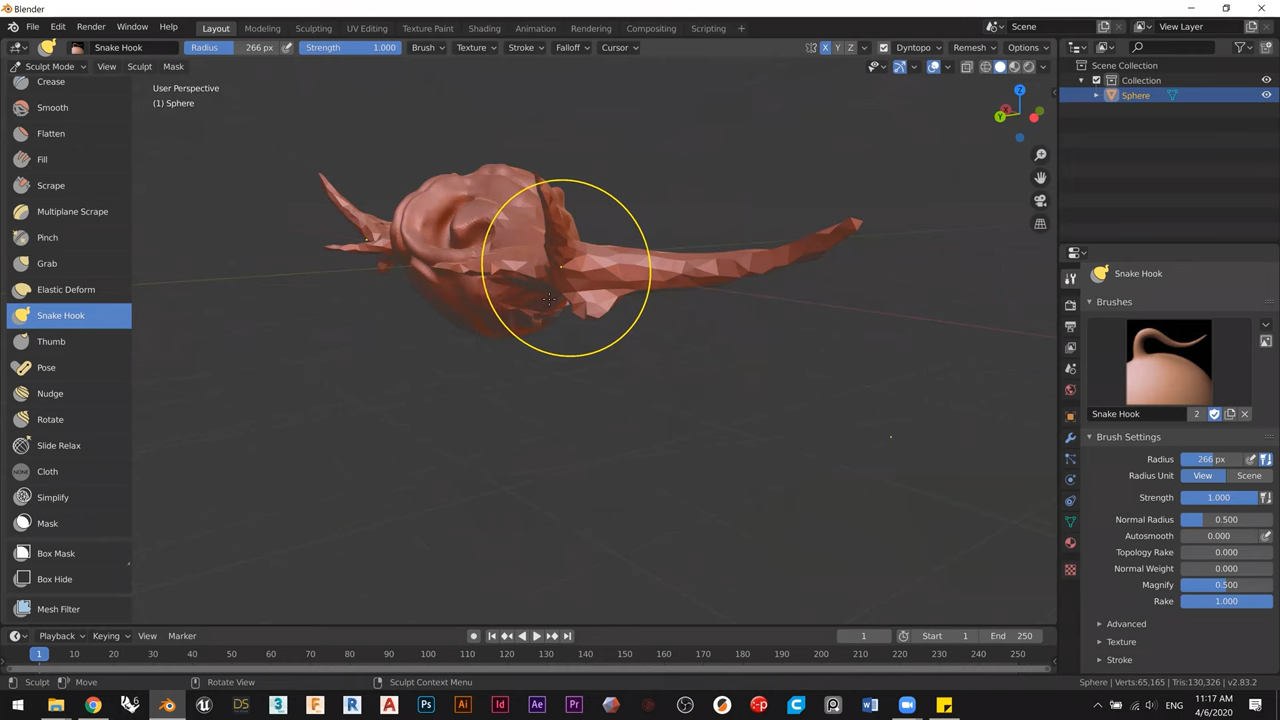 Blender
File Edit Render Window Help Layout Modeling Sculpting UV Editing Texture Paint Shading Animation Rendering Compositing Scripting Scene View Layer
Snake Hook Radius 266 px Strength 1.000 Brush Texture Stroke Falloff Cursor X Y Z Dyntopo Remesh Options
Sculpt Mode View Sculpt Mask
Scene Collection
Collection
Sphere
User Perspective
(1) Sphere
Z
X
Y
Crease
Smooth
Flatten
Fill
Scrape
Multiplane Scrape
Pinch
Grab
Elastic Deform
Snake Hook
Thumb
Pose
Nudge
Rotate
Slide Relax
CLOTH Cloth
Simplify
Mask
Box Mask
Box Hide
Mesh Filter
Snake Hook
Brushes
Snake Hook 2
Brush Settings
Radius 266 px
Radius Unit View Scene
Strength 1.000
Normal Radius 0.500
Autosmooth 0.000
Topology Rake 0.000
Normal Weight 0.000
Magnify 0.500
Rake 1.000
Advanced
Texture
Stroke
Playback Keying View Marker 1 Start 1 End 250
1 10 20 30 40 50 60 70 80 90 100 110 120 130 140 150 160 170 180 190 200 210 220 230 240 250
Sculpt Move Rotate View Sculpt Context Menu Sphere | Verts:65,165 | Tris:130,326 | v2.83.2
DS 3 F R A Ps Ai Id Ae Pr ep C W ENG 11:17 AM
4/6/2020